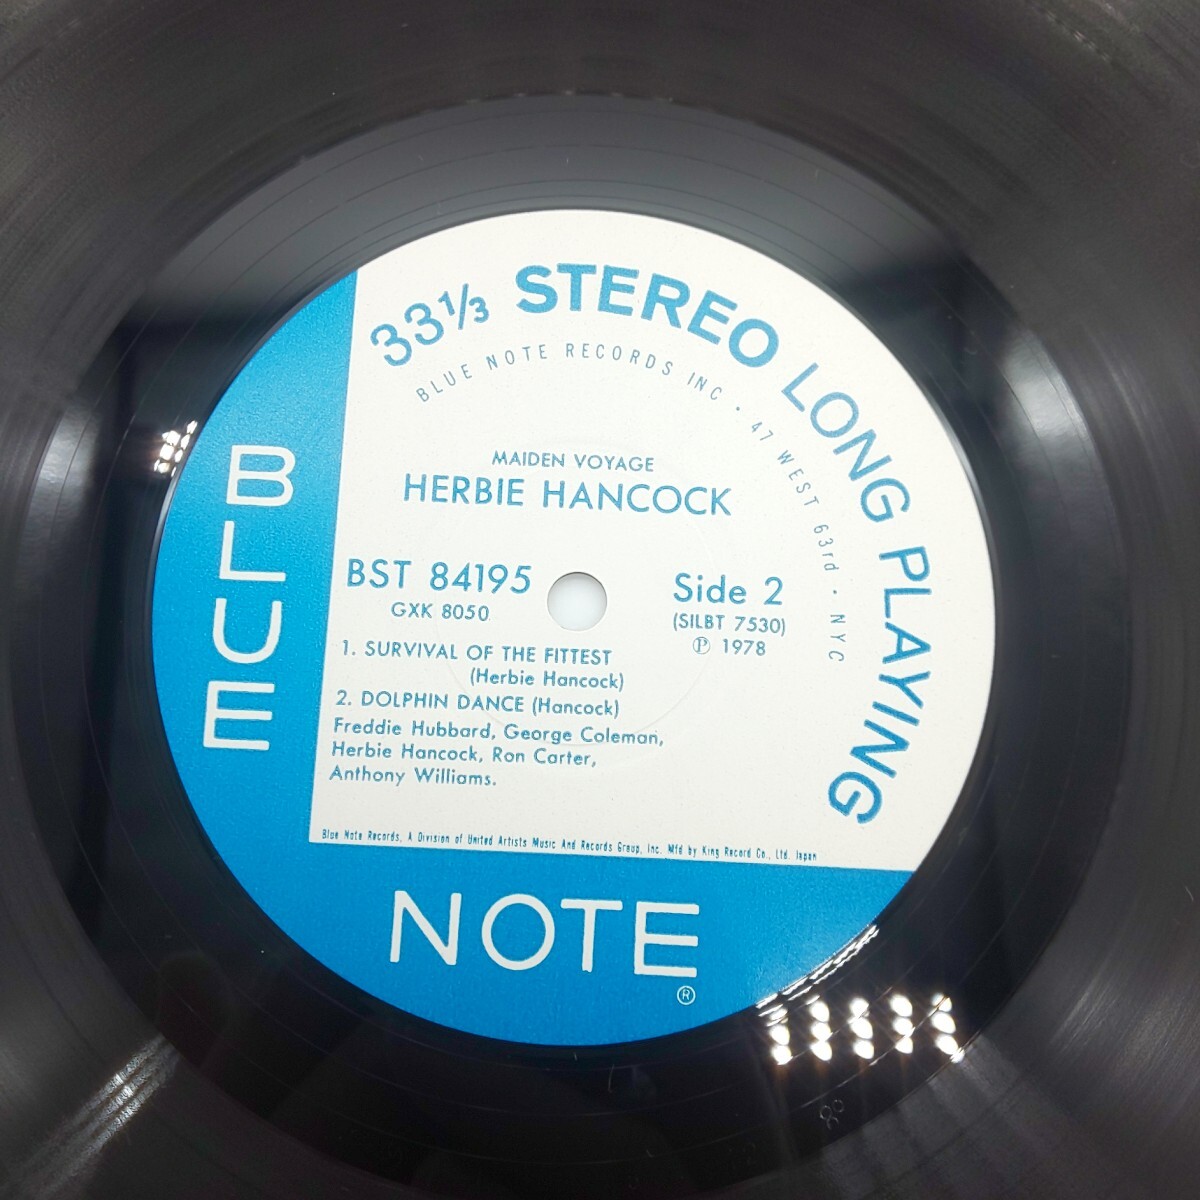 33 1/3 STEREO LONG PLAYING
BLUE NOTE RECORDS INC • 47 WEST 63rd • NYC
MAIDEN VOYAGE
HERBIE HANCOCK
BST 84195
GXK 8050
Side 2
(SILBT 7530)
Ⓟ 1978
1. SURVIVAL OF THE FITTEST
(Herbie Hancock)
2. DOLPHIN DANCE (Hancock)
Freddie Hubbard, George Coleman,
Herbie Hancock, Ron Carter,
Anthony Williams.
Blue Note Records, A Division of United Artists Music And Records Group, Inc. Mfd by King Record Co., Ltd. Japan
BLUE
NOTE
®